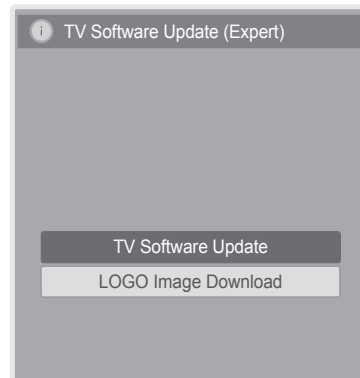 TV Software Update (Expert)
TV Software Update
LOGO Image Download